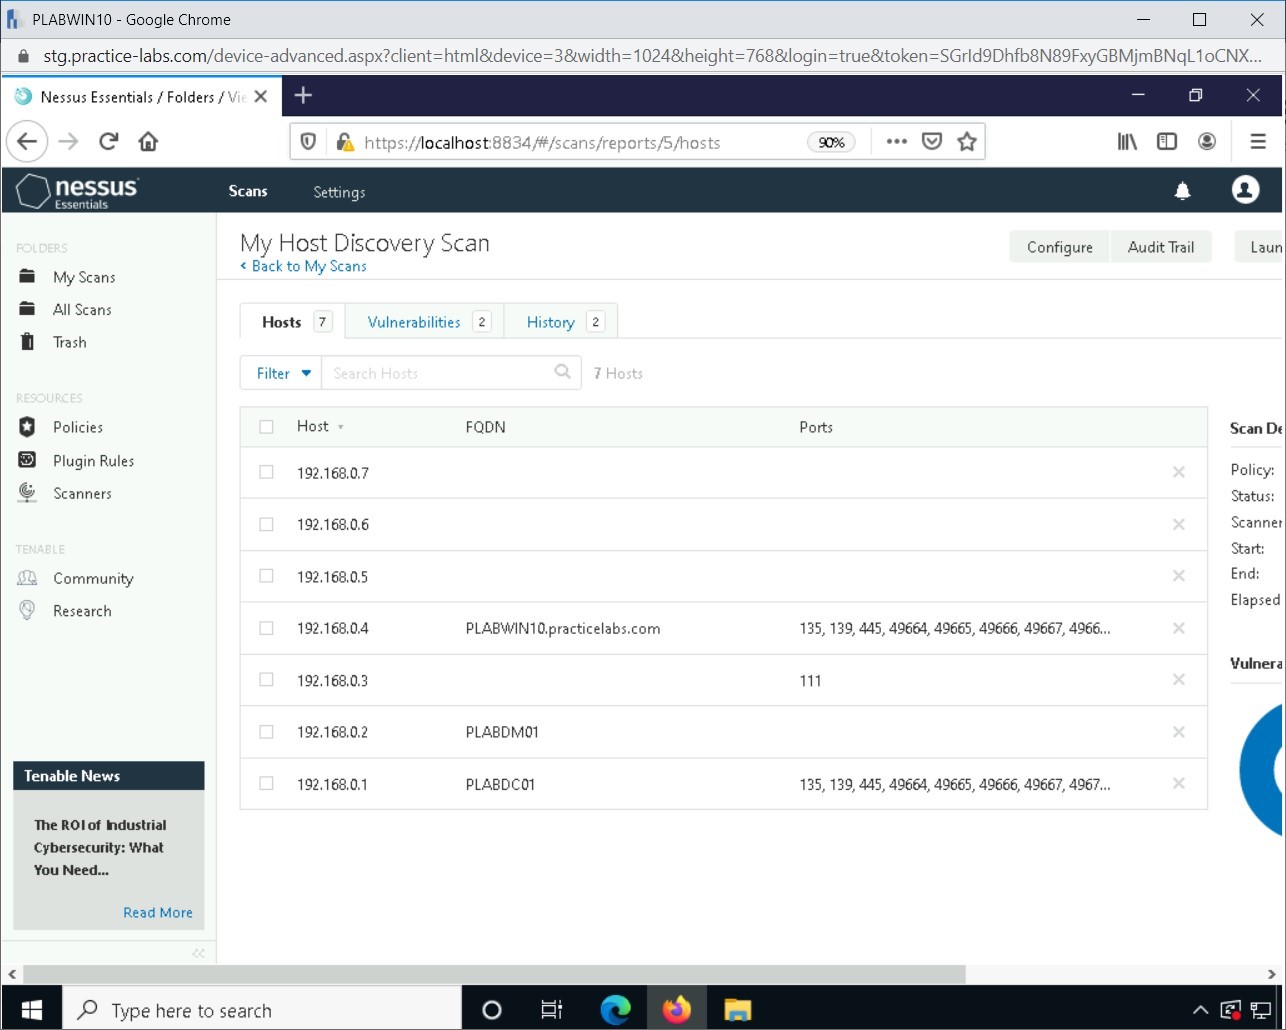 PLABWIN10 - Google Chrome
stg.practice-labs.com/device-advanced.aspx?client=html&device=3&width=1024&height=768&login=true&token=SGrId9Dhfb8N89FxyGBMjmBNqL1oCNX...
Nessus Essentials / Folders / Vie
https://localhost:8834/#/scans/reports/5/hosts
90%
nessus
Essentials
Scans
Settings
FOLDERS
My Scans
All Scans
Trash
RESOURCES
Policies
Plugin Rules
Scanners
TENABLE
Community
Research
Tenable News
The ROI of Industrial
Cybersecurity: What
You Need...
Read More
My Host Discovery Scan
Back to My Scans
Configure
Audit Trail
Laun
Hosts 7
Vulnerabilities 2
History 2
Filter
Search Hosts
7 Hosts
Host FQDN Ports
192.168.0.7
192.168.0.6
192.168.0.5
192.168.0.4 PLABWIN10.practicelabs.com 135, 139, 445, 49664, 49665, 49666, 49667, 4966...
192.168.0.3 111
192.168.0.2 PLABDM01
192.168.0.1 PLABDC01 135, 139, 445, 49664, 49665, 49666, 49667, 4967...
Scan De
Policy:
Status:
Scanner
Start:
End:
Elapsed
Vulnera
Type here to search